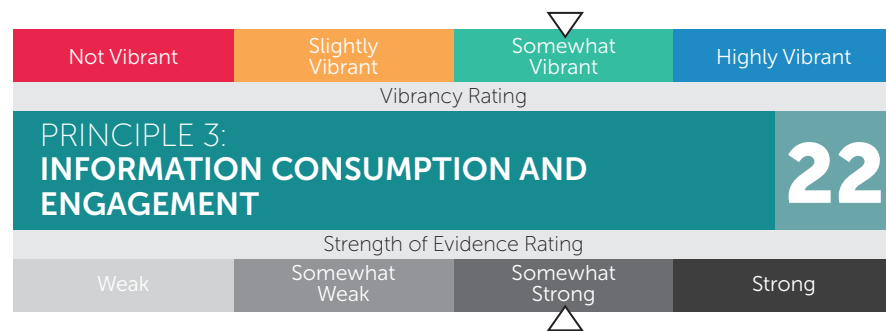 Not Vibrant
Slightly
Vibrant
Somewhat
Vibrant
Highly Vibrant
Vibrancy Rating
PRINCIPLE 3:
INFORMATION CONSUMPTION AND
ENGAGEMENT
22
Strength of Evidence Rating
Weak
Somewhat
Weak
Somewhat
Strong
Strong